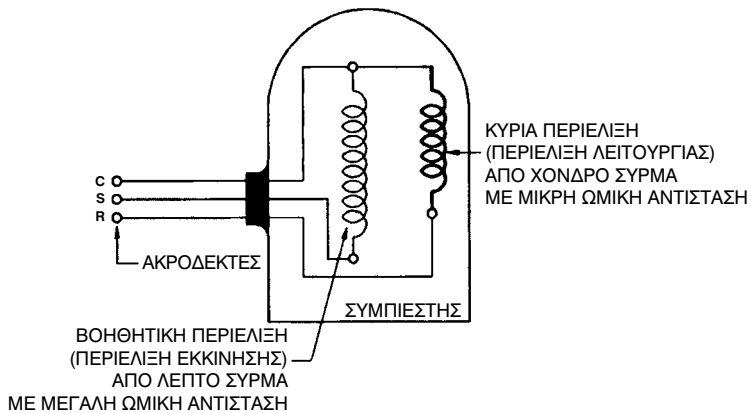 ΚΥΡΙΑ ΠΕΡΙΕΛΙΞΗ
(ΠΕΡΙΕΛΙΞΗ ΛΕΙΤΟΥΡΓΙΑΣ)
ΑΠΟ ΧΟΝΔΡΟ ΣΥΡΜΑ
ΜΕ ΜΙΚΡΗ ΩΜΙΚΗ ΑΝΤΙΣΤΑΣΗ
C
S
R
ΑΚΡΟΔΕΚΤΕΣ
ΣΥΜΠΙΕΣΤΗΣ
ΒΟΗΘΗΤΙΚΗ ΠΕΡΙΕΛΙΞΗ
(ΠΕΡΙΕΛΙΞΗ ΕΚΚΙΝΗΣΗΣ)
ΑΠΟ ΛΕΠΤΟ ΣΥΡΜΑ
ΜΕ ΜΕΓΑΛΗ ΩΜΙΚΗ ΑΝΤΙΣΤΑΣΗ